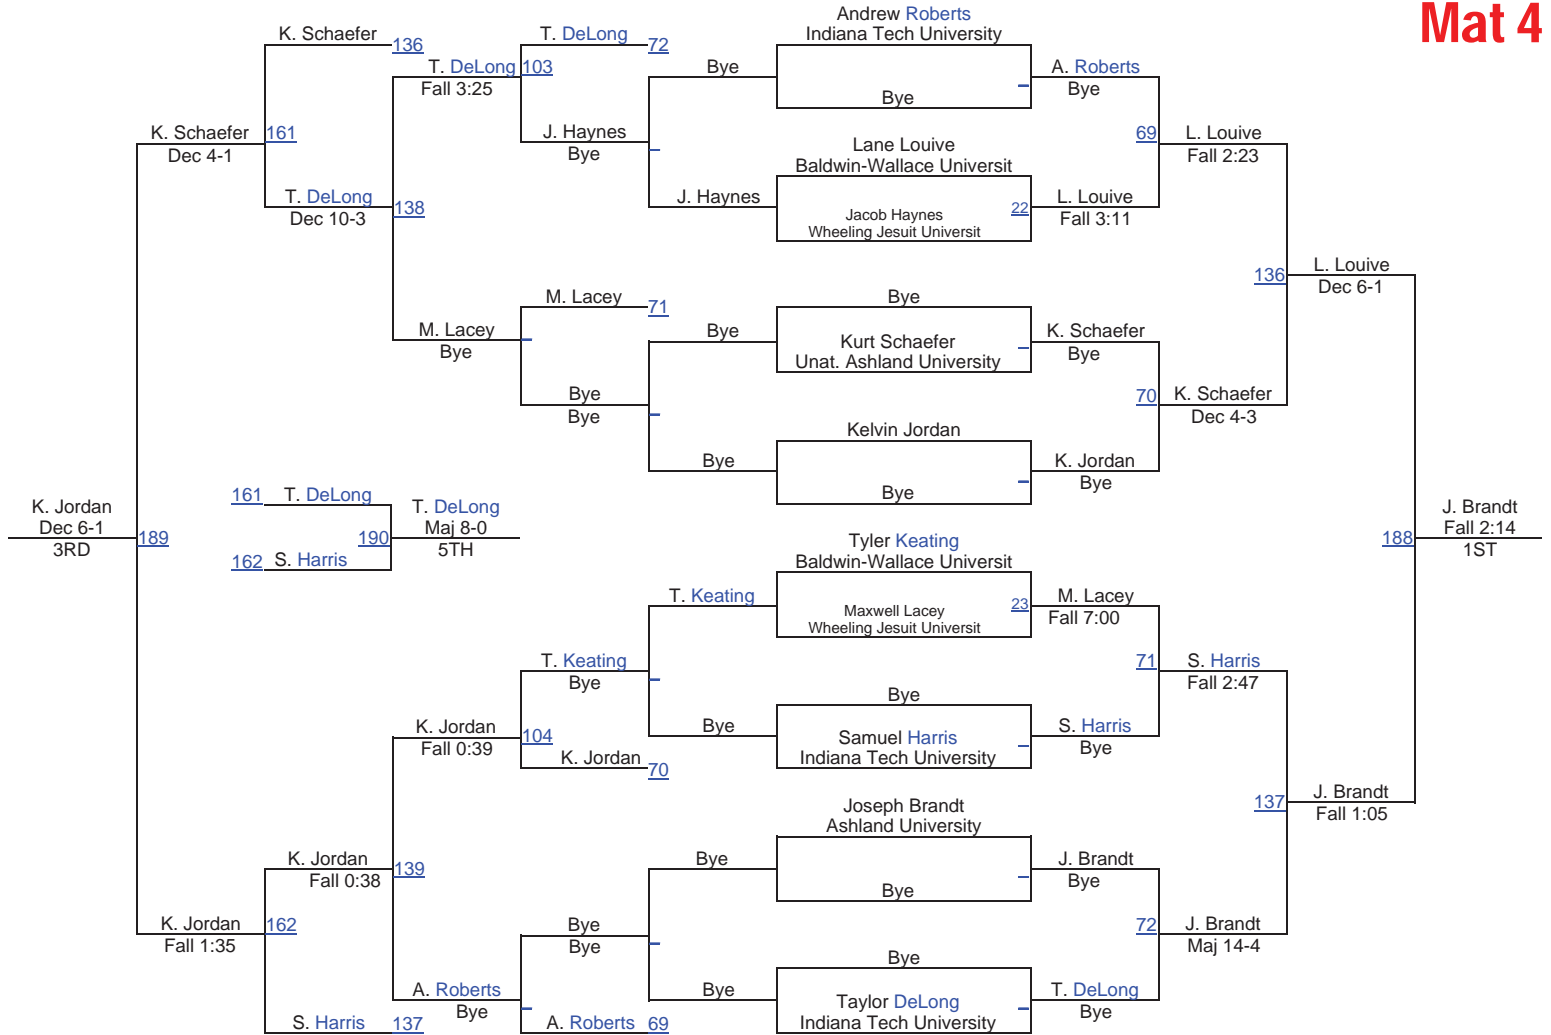 Mat 4
Andrew Roberts
Indiana Tech University
K. Schaefer
136
T. DeLong
72
T. DeLong
103
Fall 3:25
Bye
A. Roberts
Bye
Bye
K. Schaefer
161
Dec 4-1
J. Haynes
Bye
69
L. Louive
Fall 2:23
Lane Louive
Baldwin-Wallace Universit
T. DeLong
138
Dec 10-3
J. Haynes
Jacob Haynes
Wheeling Jesuit Universit
22
L. Louive
Fall 3:11
136
L. Louive
Dec 6-1
M. Lacey
71
Bye
M. Lacey
Bye
Bye
Kurt Schaefer
Unat. Ashland University
K. Schaefer
Bye
Bye
Bye
70
K. Schaefer
Dec 4-3
Kelvin Jordan
Bye
K. Jordan
Bye
Bye
K. Jordan
Dec 6-1
3RD
189
161
T. DeLong
162
S. Harris
190
T. DeLong
Maj 8-0
5TH
188
J. Brandt
Fall 2:14
1ST
Tyler Keating
Baldwin-Wallace Universit
T. Keating
Maxwell Lacey
Wheeling Jesuit Universit
23
M. Lacey
Fall 7:00
T. Keating
Bye
71
S. Harris
Fall 2:47
Bye
K. Jordan
Fall 0:39
104
Bye
Samuel Harris
Indiana Tech University
S. Harris
Bye
K. Jordan
70
137
J. Brandt
Fall 1:05
Joseph Brandt
Ashland University
K. Jordan
Fall 0:38
139
Bye
Bye
J. Brandt
Bye
K. Jordan
Fall 1:35
162
Bye
Bye
72
J. Brandt
Maj 14-4
Bye
A. Roberts
Bye
Bye
Taylor DeLong
Indiana Tech University
T. DeLong
Bye
S. Harris
137
A. Roberts
69